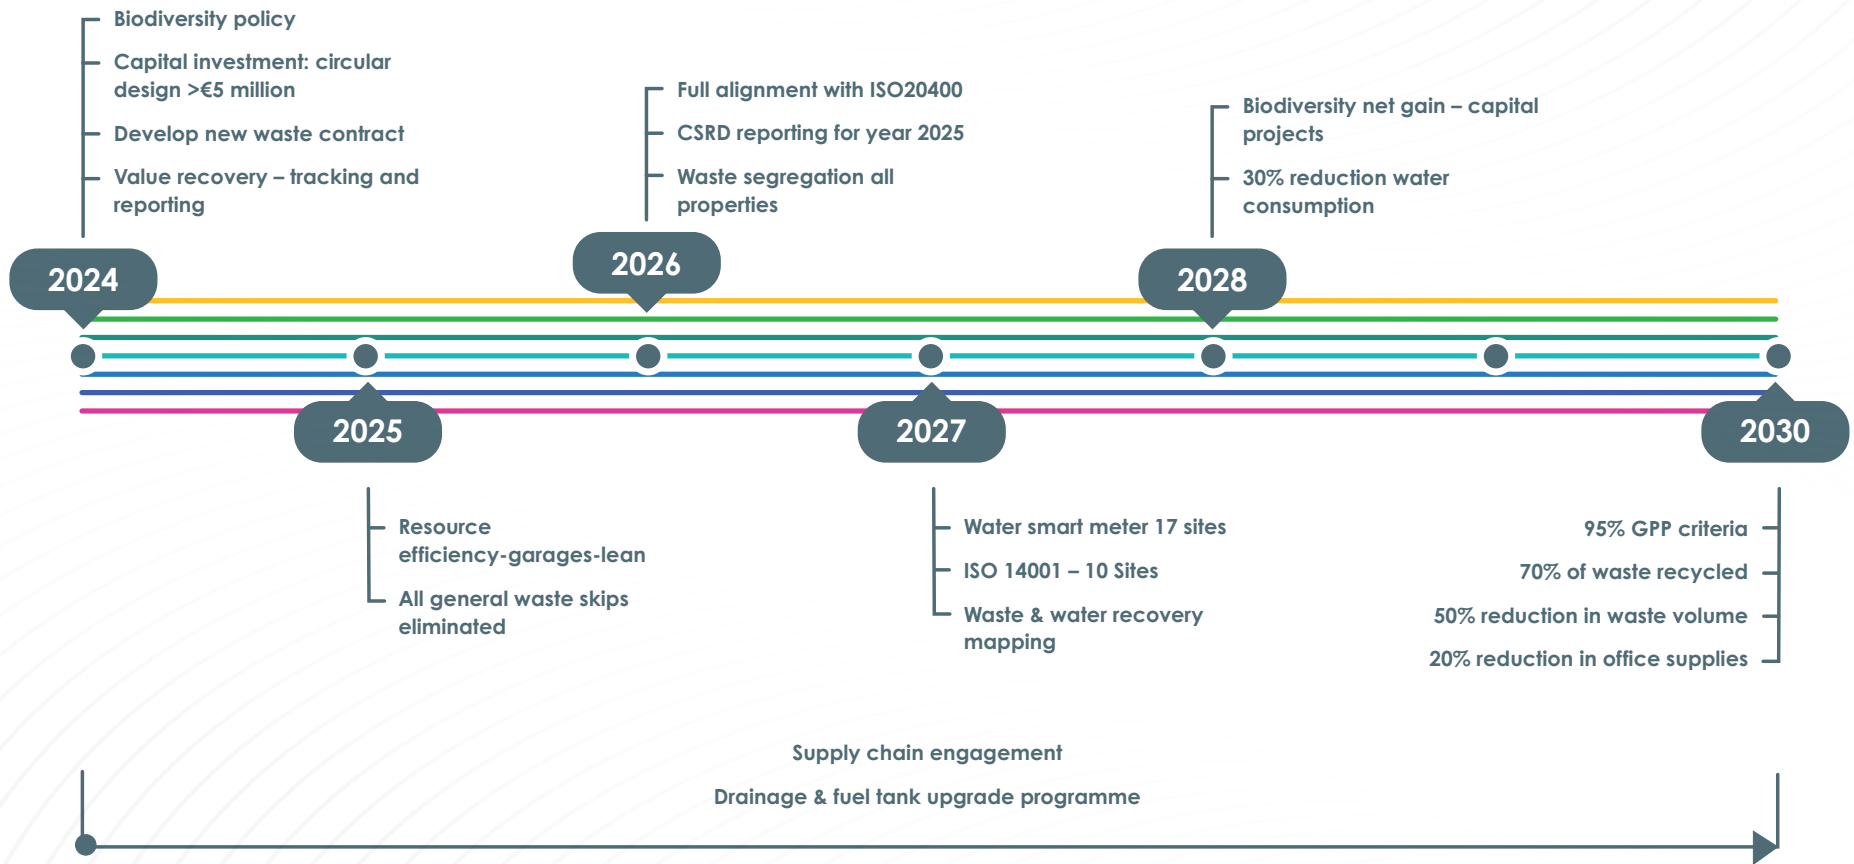 Biodiversity policy
Capital investment: circular
design >€5 million
Develop new waste contract
Value recovery – tracking and
reporting
2024
Full alignment with ISO20400
CSRD reporting for year 2025
Waste segregation all
properties
2026
Biodiversity net gain – capital
projects
30% reduction water
consumption
2028
2025
Resource
efficiency-garages-lean
All general waste skips
eliminated
2027
Water smart meter 17 sites
ISO 14001 – 10 Sites
Waste & water recovery
mapping
2030
95% GPP criteria
70% of waste recycled
50% reduction in waste volume
20% reduction in office supplies
Supply chain engagement
Drainage & fuel tank upgrade programme